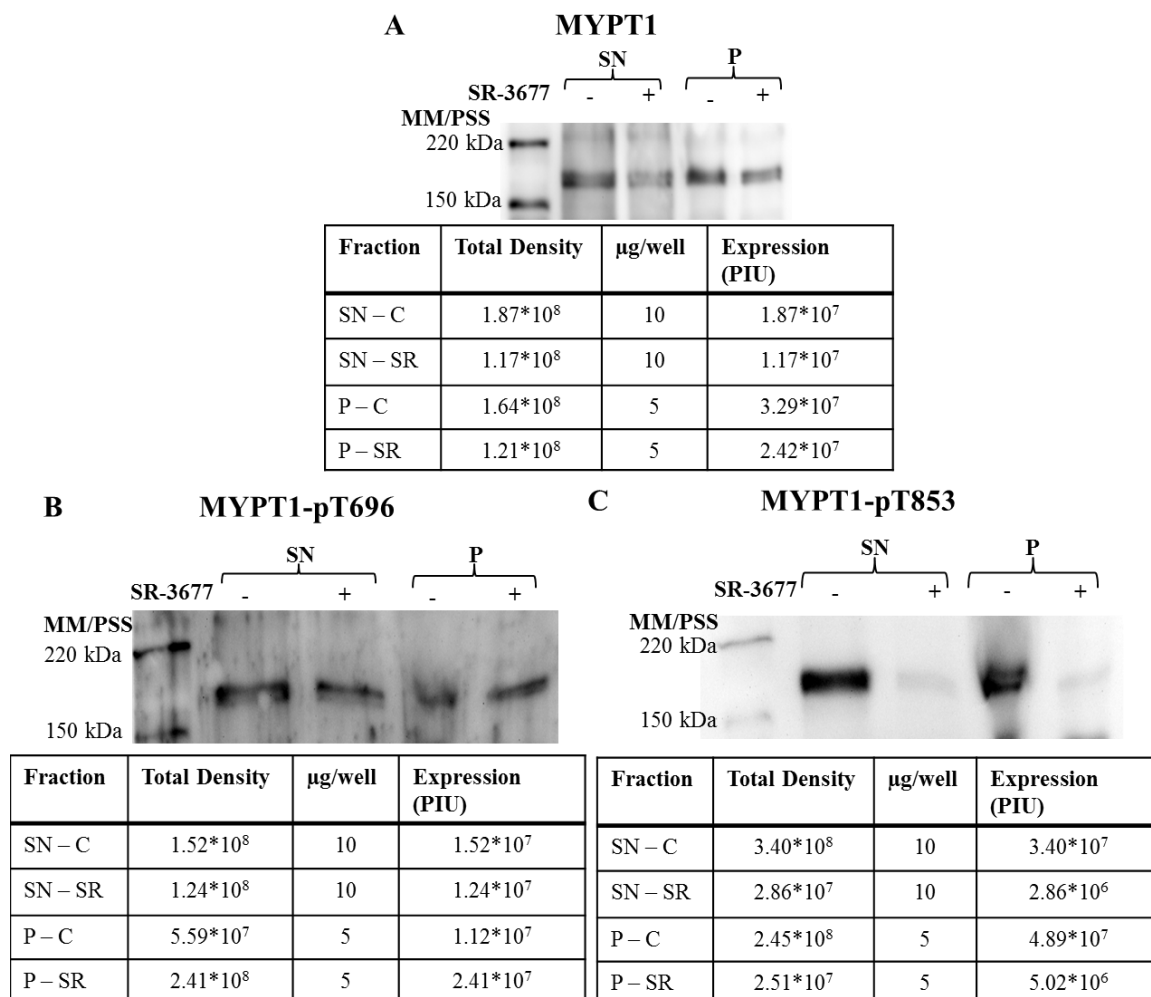 A MYPT1
SN P
SR-3677 - + - +
MM/PSS
220 kDa
150 kDa
Fraction Total Density µg/well Expression (PIU)
SN – C 1.87*10⁸ 10 1.87*10⁷
SN – SR 1.17*10⁸ 10 1.17*10⁷
P – C 1.64*10⁸ 5 3.29*10⁷
P – SR 1.21*10⁸ 5 2.42*10⁷
B MYPT1-pT696
SN P
SR-3677 - + - +
MM/PSS
220 kDa
150 kDa
Fraction Total Density µg/well Expression (PIU)
SN – C 1.52*10⁸ 10 1.52*10⁷
SN – SR 1.24*10⁸ 10 1.24*10⁷
P – C 5.59*10⁷ 5 1.12*10⁷
P – SR 2.41*10⁸ 5 2.41*10⁷
C MYPT1-pT853
SN P
SR-3677 - + - +
MM/PSS
220 kDa
150 kDa
Fraction Total Density µg/well Expression (PIU)
SN – C 3.40*10⁸ 10 3.40*10⁷
SN – SR 2.86*10⁷ 10 2.86*10⁶
P – C 2.45*10⁸ 5 4.89*10⁷
P – SR 2.51*10⁷ 5 5.02*10⁶